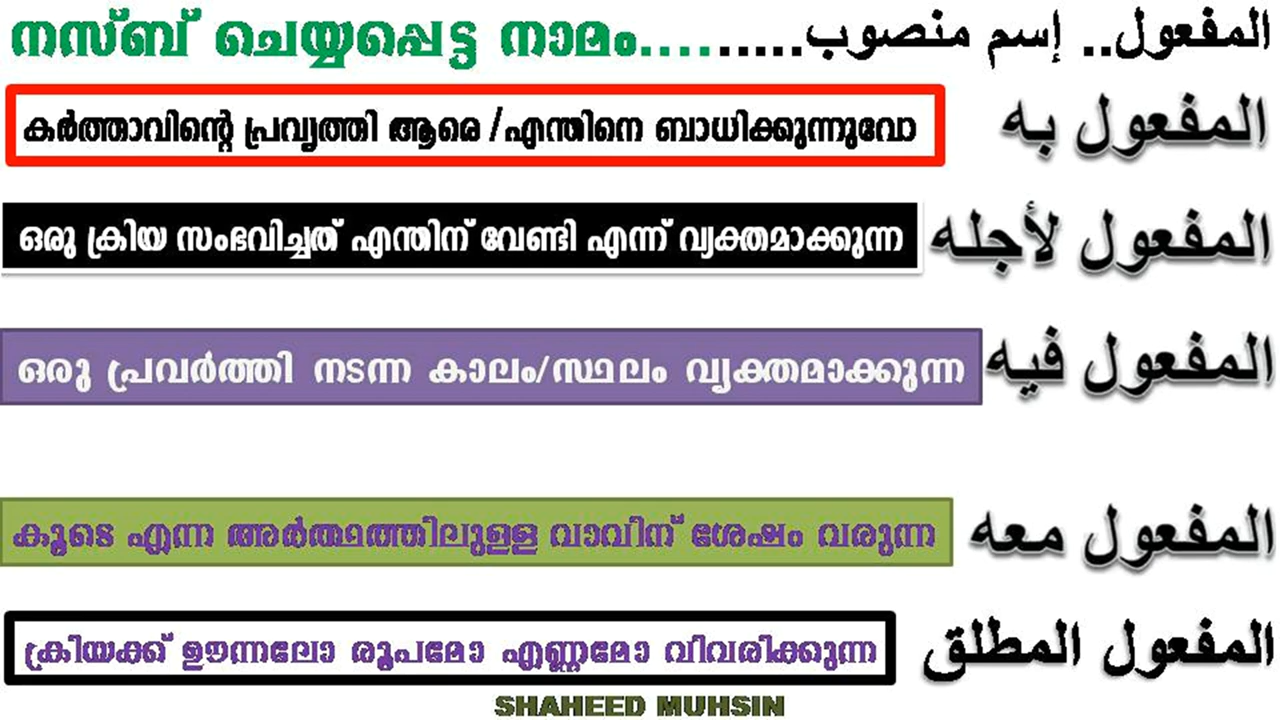 المفعول.. إسم منصوب.........നസ്ബ് ചെയ്യപ്പെട്ട നാമം
المفعول به കർത്താവിന്റെ പ്രവൃത്തി ആരെ /എന്തിനെ ബാധിക്കുന്നുവോ
المفعول لأجله ഒരു ക്രിയ സംഭവിച്ചത് എന്തിന് വേണ്ടി എന്ന് വ്യക്തമാക്കുന്ന
المفعول فيه ഒരു പ്രവർത്തി നടന്ന കാലം/സ്ഥലം വ്യക്തമാക്കുന്ന
المفعول معه കൂടെ എന്ന അർത്ഥത്തിലുളള വാവിന് ശേഷം വരുന്ന
المفعول المطلق ക്രിയക്ക് ഊന്നലോ രൂപമോ എണ്ണമോ വിവരിക്കുന്ന
SHAHEED MUHSIN